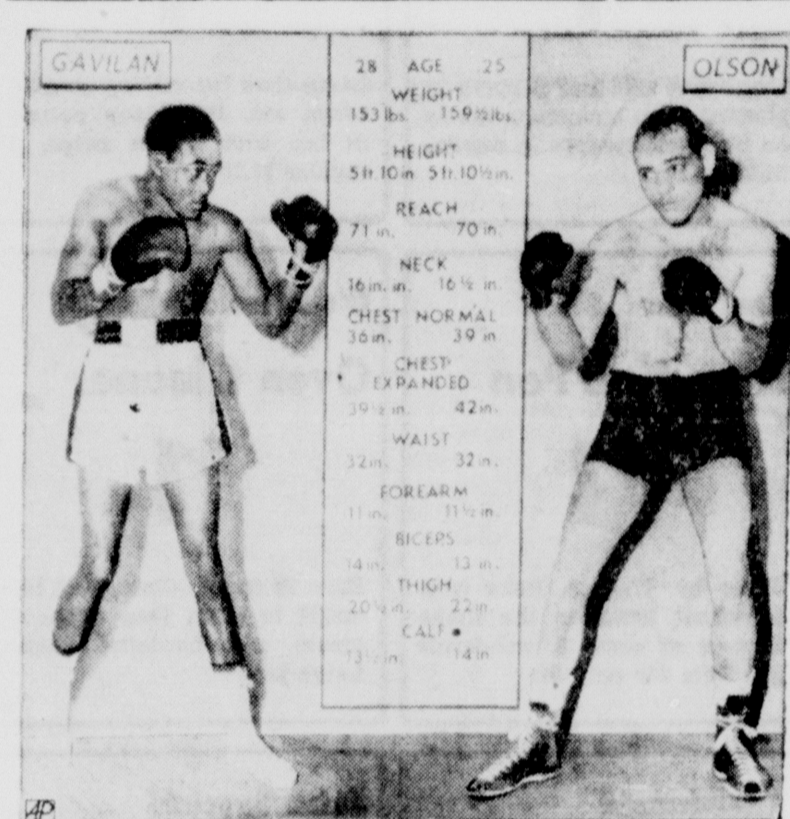 GAVILAN
OLSON
28 AGE 25
WEIGHT
153 lbs. 159½ lbs.
HEIGHT
5 ft. 10 in. 5 ft. 10½ in.
REACH
71 in. 70 in.
NECK
16 in. in. 16½ in.
CHEST NORMAL
36 in. 39 in.
CHEST
EXPANDED
39½ in. 42 in.
WAIST
32 in. 32 in.
FOREARM
11 in. 11½ in.
BICEPS
14 in. 13 in.
THIGH
20½ in. 22 in.
CALF
13½ in. 14 in.
AP